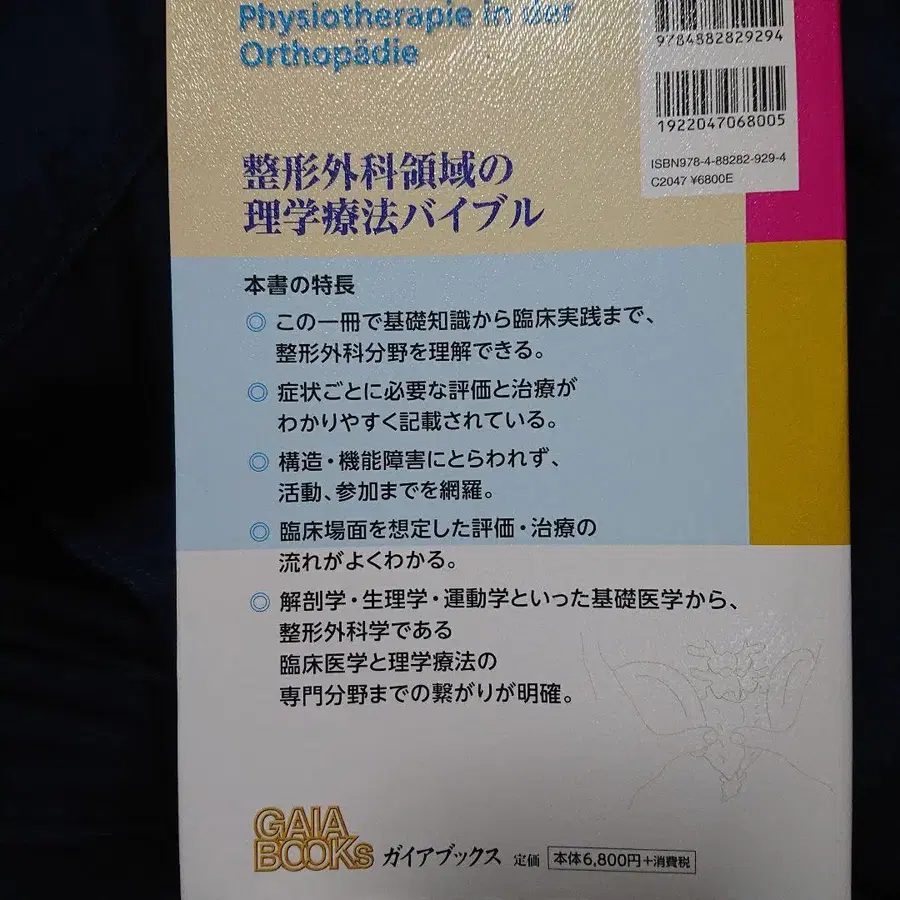 Physiotherapie in der
Orthopädie
9784882829294
1922047068005
ISBN978-4-88282-929-4
C2047 ¥6800E
整形外科領域の
理学療法バイブル
本書の特長
◎ この一冊で基礎知識から臨床実践まで、
整形外科分野を理解できる。
◎ 症状ごとに必要な評価と治療が
わかりやすく記載されている。
◎ 構造・機能障害にとらわれず、
活動、参加までを網羅。
◎ 臨床場面を想定した評価・治療の
流れがよくわかる。
◎ 解剖学・生理学・運動学といった基礎医学から、
整形外科学である
臨床医学と理学療法の
専門分野までの繋がりが明確。
GAIA
BOOKs ガイアブックス 定価 本体6,800円+消費税